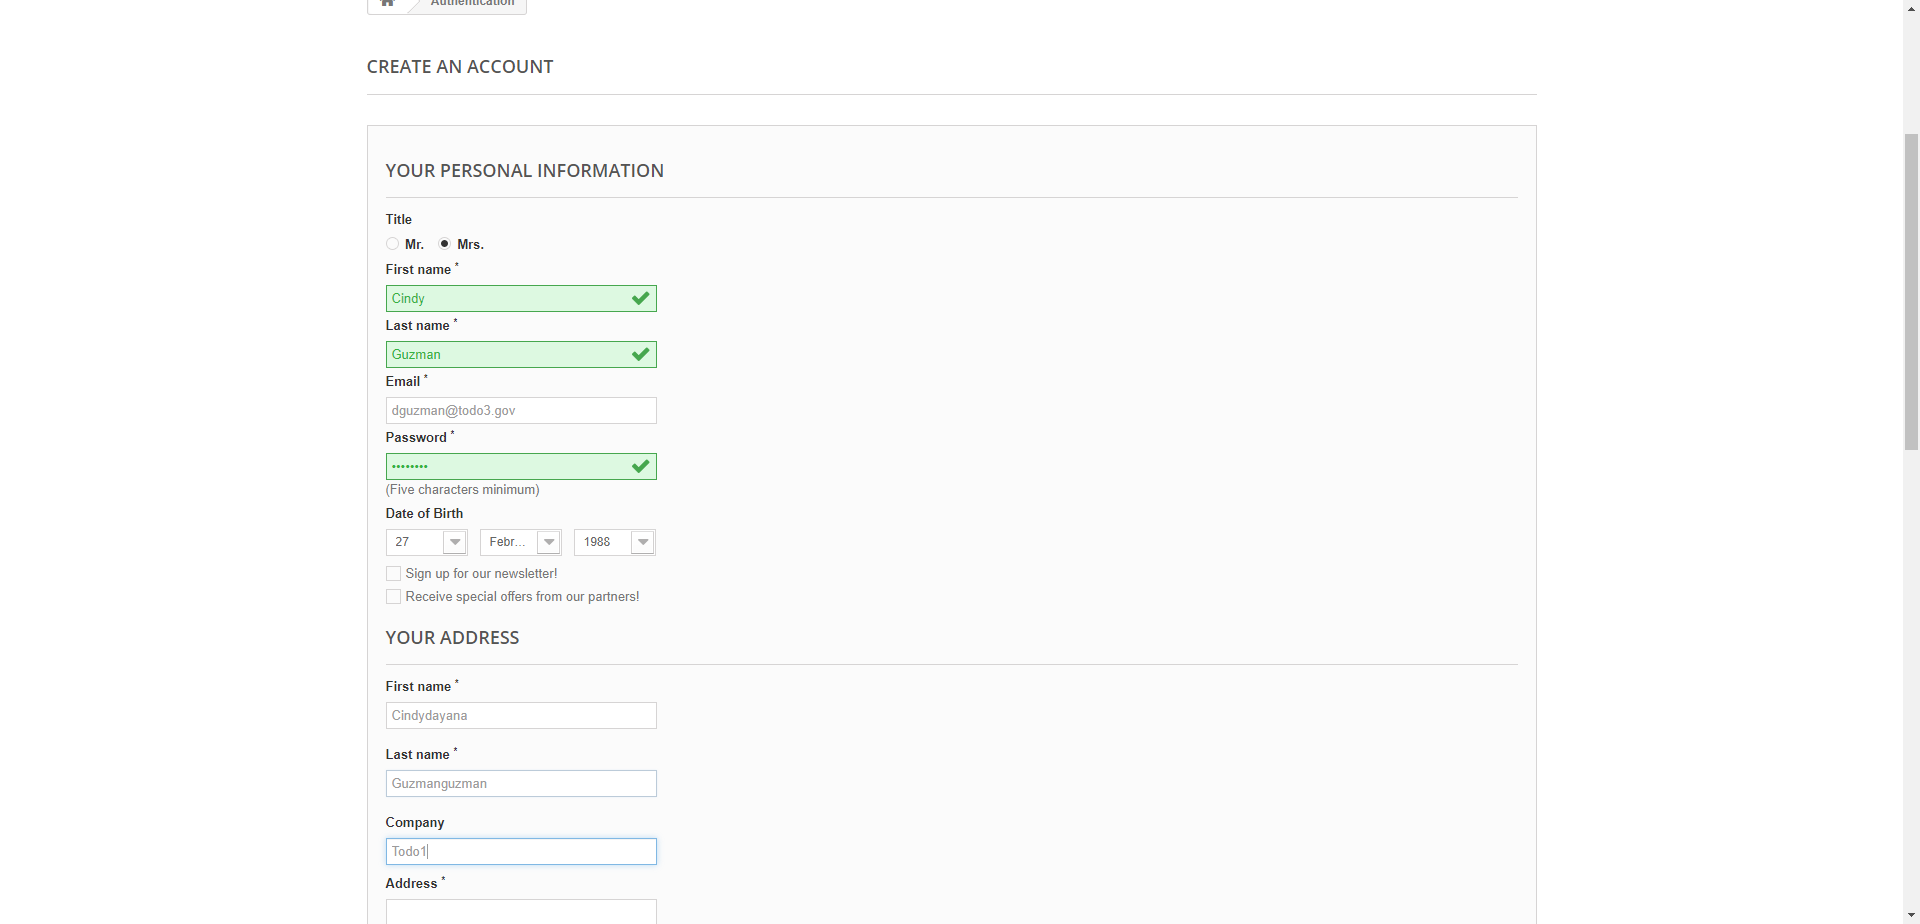 Authentication
CREATE AN ACCOUNT
YOUR PERSONAL INFORMATION
Title
Mr. Mrs.
First name *
Cindy
Last name *
Guzman
Email *
dguzman@todo3.gov
Password *
••••••••
(Five characters minimum)
Date of Birth
27 Febr... 1988
Sign up for our newsletter!
Receive special offers from our partners!
YOUR ADDRESS
First name *
Cindydayana
Last name *
Guzmanguzman
Company
Todo1
Address *